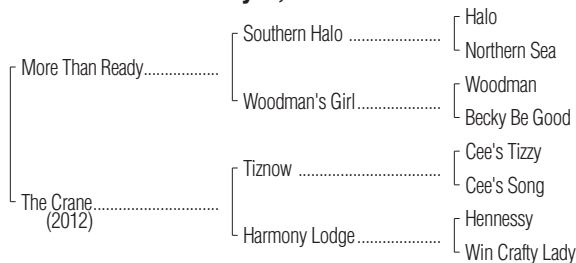 Halo
Southern Halo ....................
Northern Sea
More Than Ready................
Woodman
Woodman's Girl..................
Becky Be Good
Cee's Tizzy
Tiznow ..............................
Cee's Song
The Crane...........................
(2012)
Hennessy
Harmony Lodge..................
Win Crafty Lady